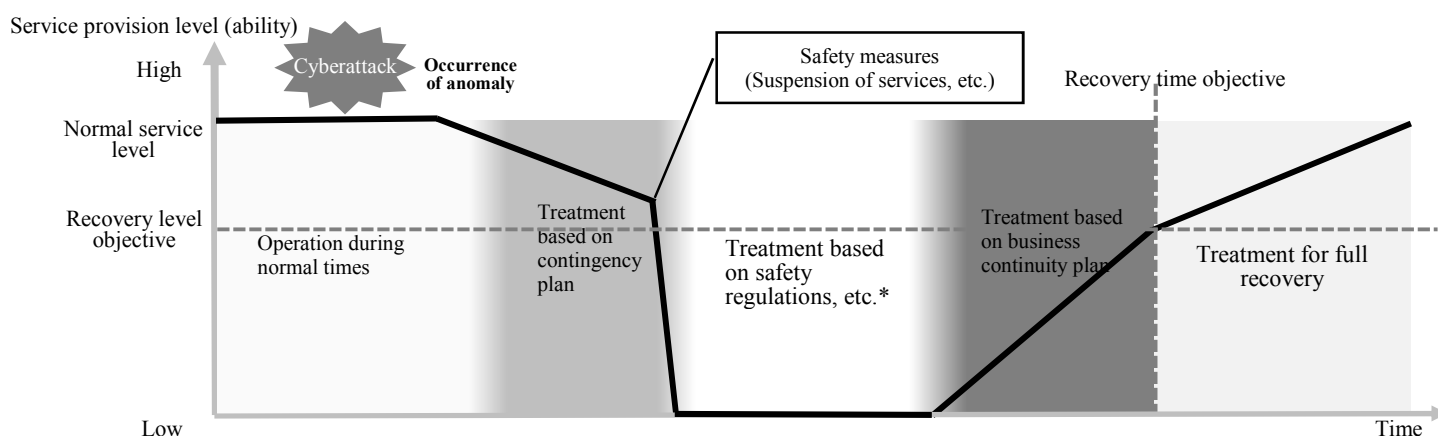 Service provision level (ability)
High
Cyberattack
Occurrence
of anomaly
Safety measures
(Suspension of services, etc.)
Recovery time objective
Normal service
level
Recovery level
objective
Operation during
normal times
Treatment
based on
contingency
plan
Treatment based
on safety
regulations, etc.*
Treatment based
on business
continuity plan
Treatment for full
recovery
Low
Time